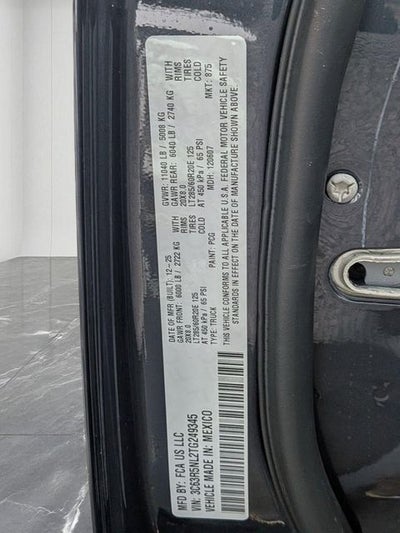 MFD BY: FCA US LLC
DATE OF MFR (BUILT): 12-25
GVWR: 11040 LB / 5008 KG
GAWR FRONT: 6000 LB / 2722 KG
GAWR REAR: 6040 LB / 2740 KG
WITH
20X8.0
20X8.0
RIMS
LT285/60R20E 125
LT285/60R20E 125
TIRES
AT 450 kPa / 65 PSI
AT 450 kPa / 65 PSI
COLD
TYPE: TRUCK
PAINT: PDG
MDH: 120607
MKT: 875
VIN: 3C63R5NL2TG249345
VEHICLE MADE IN: MEXICO
THIS VEHICLE CONFORMS TO ALL APPLICABLE U.S.A. FEDERAL MOTOR VEHICLE SAFETY
STANDARDS IN EFFECT ON THE DATE OF MANUFACTURE SHOWN ABOVE.